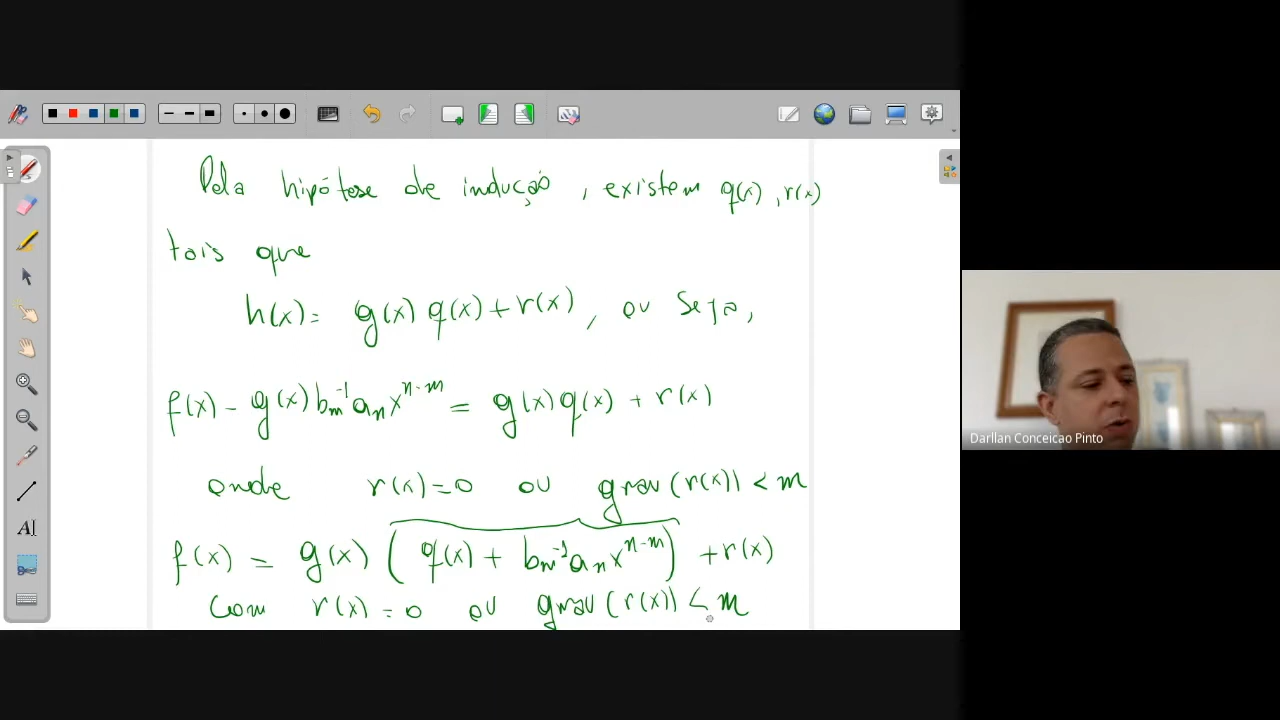 Pela hipótese de indução, existem q(x), r(x)
tais que
h(x) = g(x) q(x) + r(x), ou seja,
f(x) - g(x) b_m^{-1} a_n x^{n-m} = g(x) q(x) + r(x)
onde r(x) = 0 ou grau(r(x)) < m
f(x) = g(x) (q(x) + b_m^{-1} a_n x^{n-m}) + r(x)
com r(x) = 0 ou grau(r(x)) < m
Darllan Conceicao Pinto